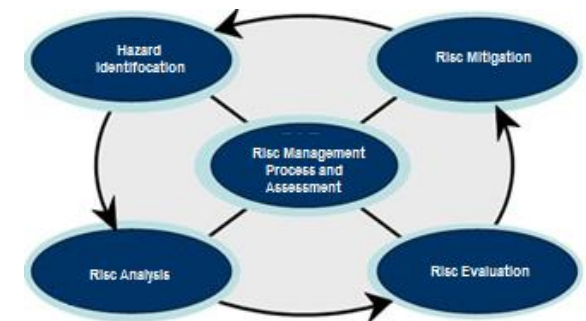 Hazard
Identifocation
Risc Mitigation
Risc Management
Process and
Assessment
Risc Analysis
Risc Evaluation